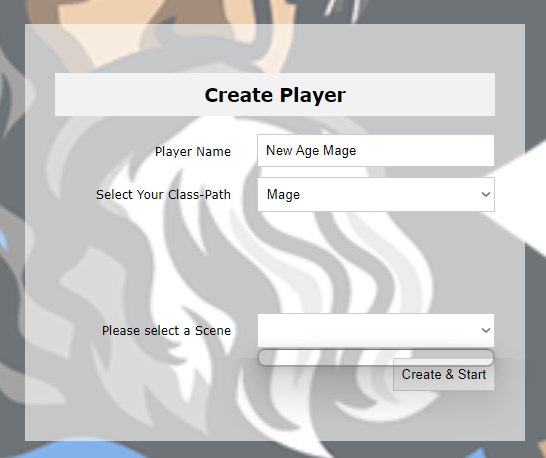 Create Player
Player Name New Age Mage
Select Your Class-Path Mage
Please select a Scene
Create & Start